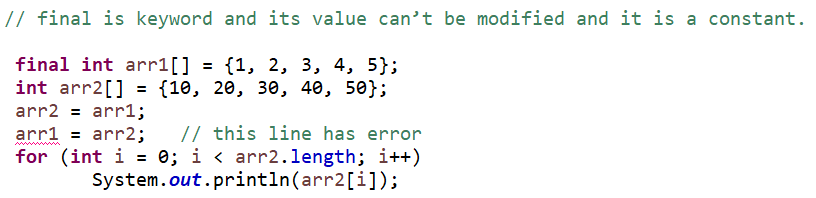 // final is keyword and its value can’t be modified and it is a constant.
final int arr1[] = {1, 2, 3, 4, 5};
int arr2[] = {10, 20, 30, 40, 50};
arr2 = arr1;
arr1 = arr2;   // this line has error
for (int i = 0; i < arr2.length; i++)
System.out.println(arr2[i]);